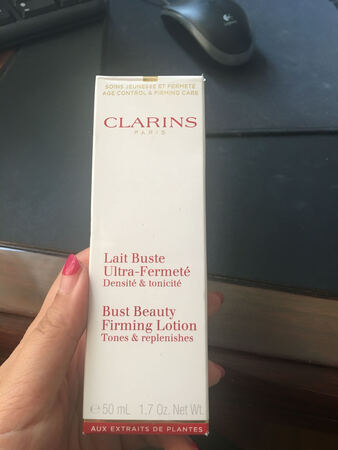 SOINS JEUNESSE ET FERMETÉ
AGE CONTROL & FIRMING CARE
CLARINS
PARIS
Lait Buste
Ultra-Fermeté
Densité & tonicité
Bust Beauty
Firming Lotion
Tones & replenishes
℮ 50 mL 1.7 Oz. Net Wt.
AUX EXTRAITS DE PLANTES